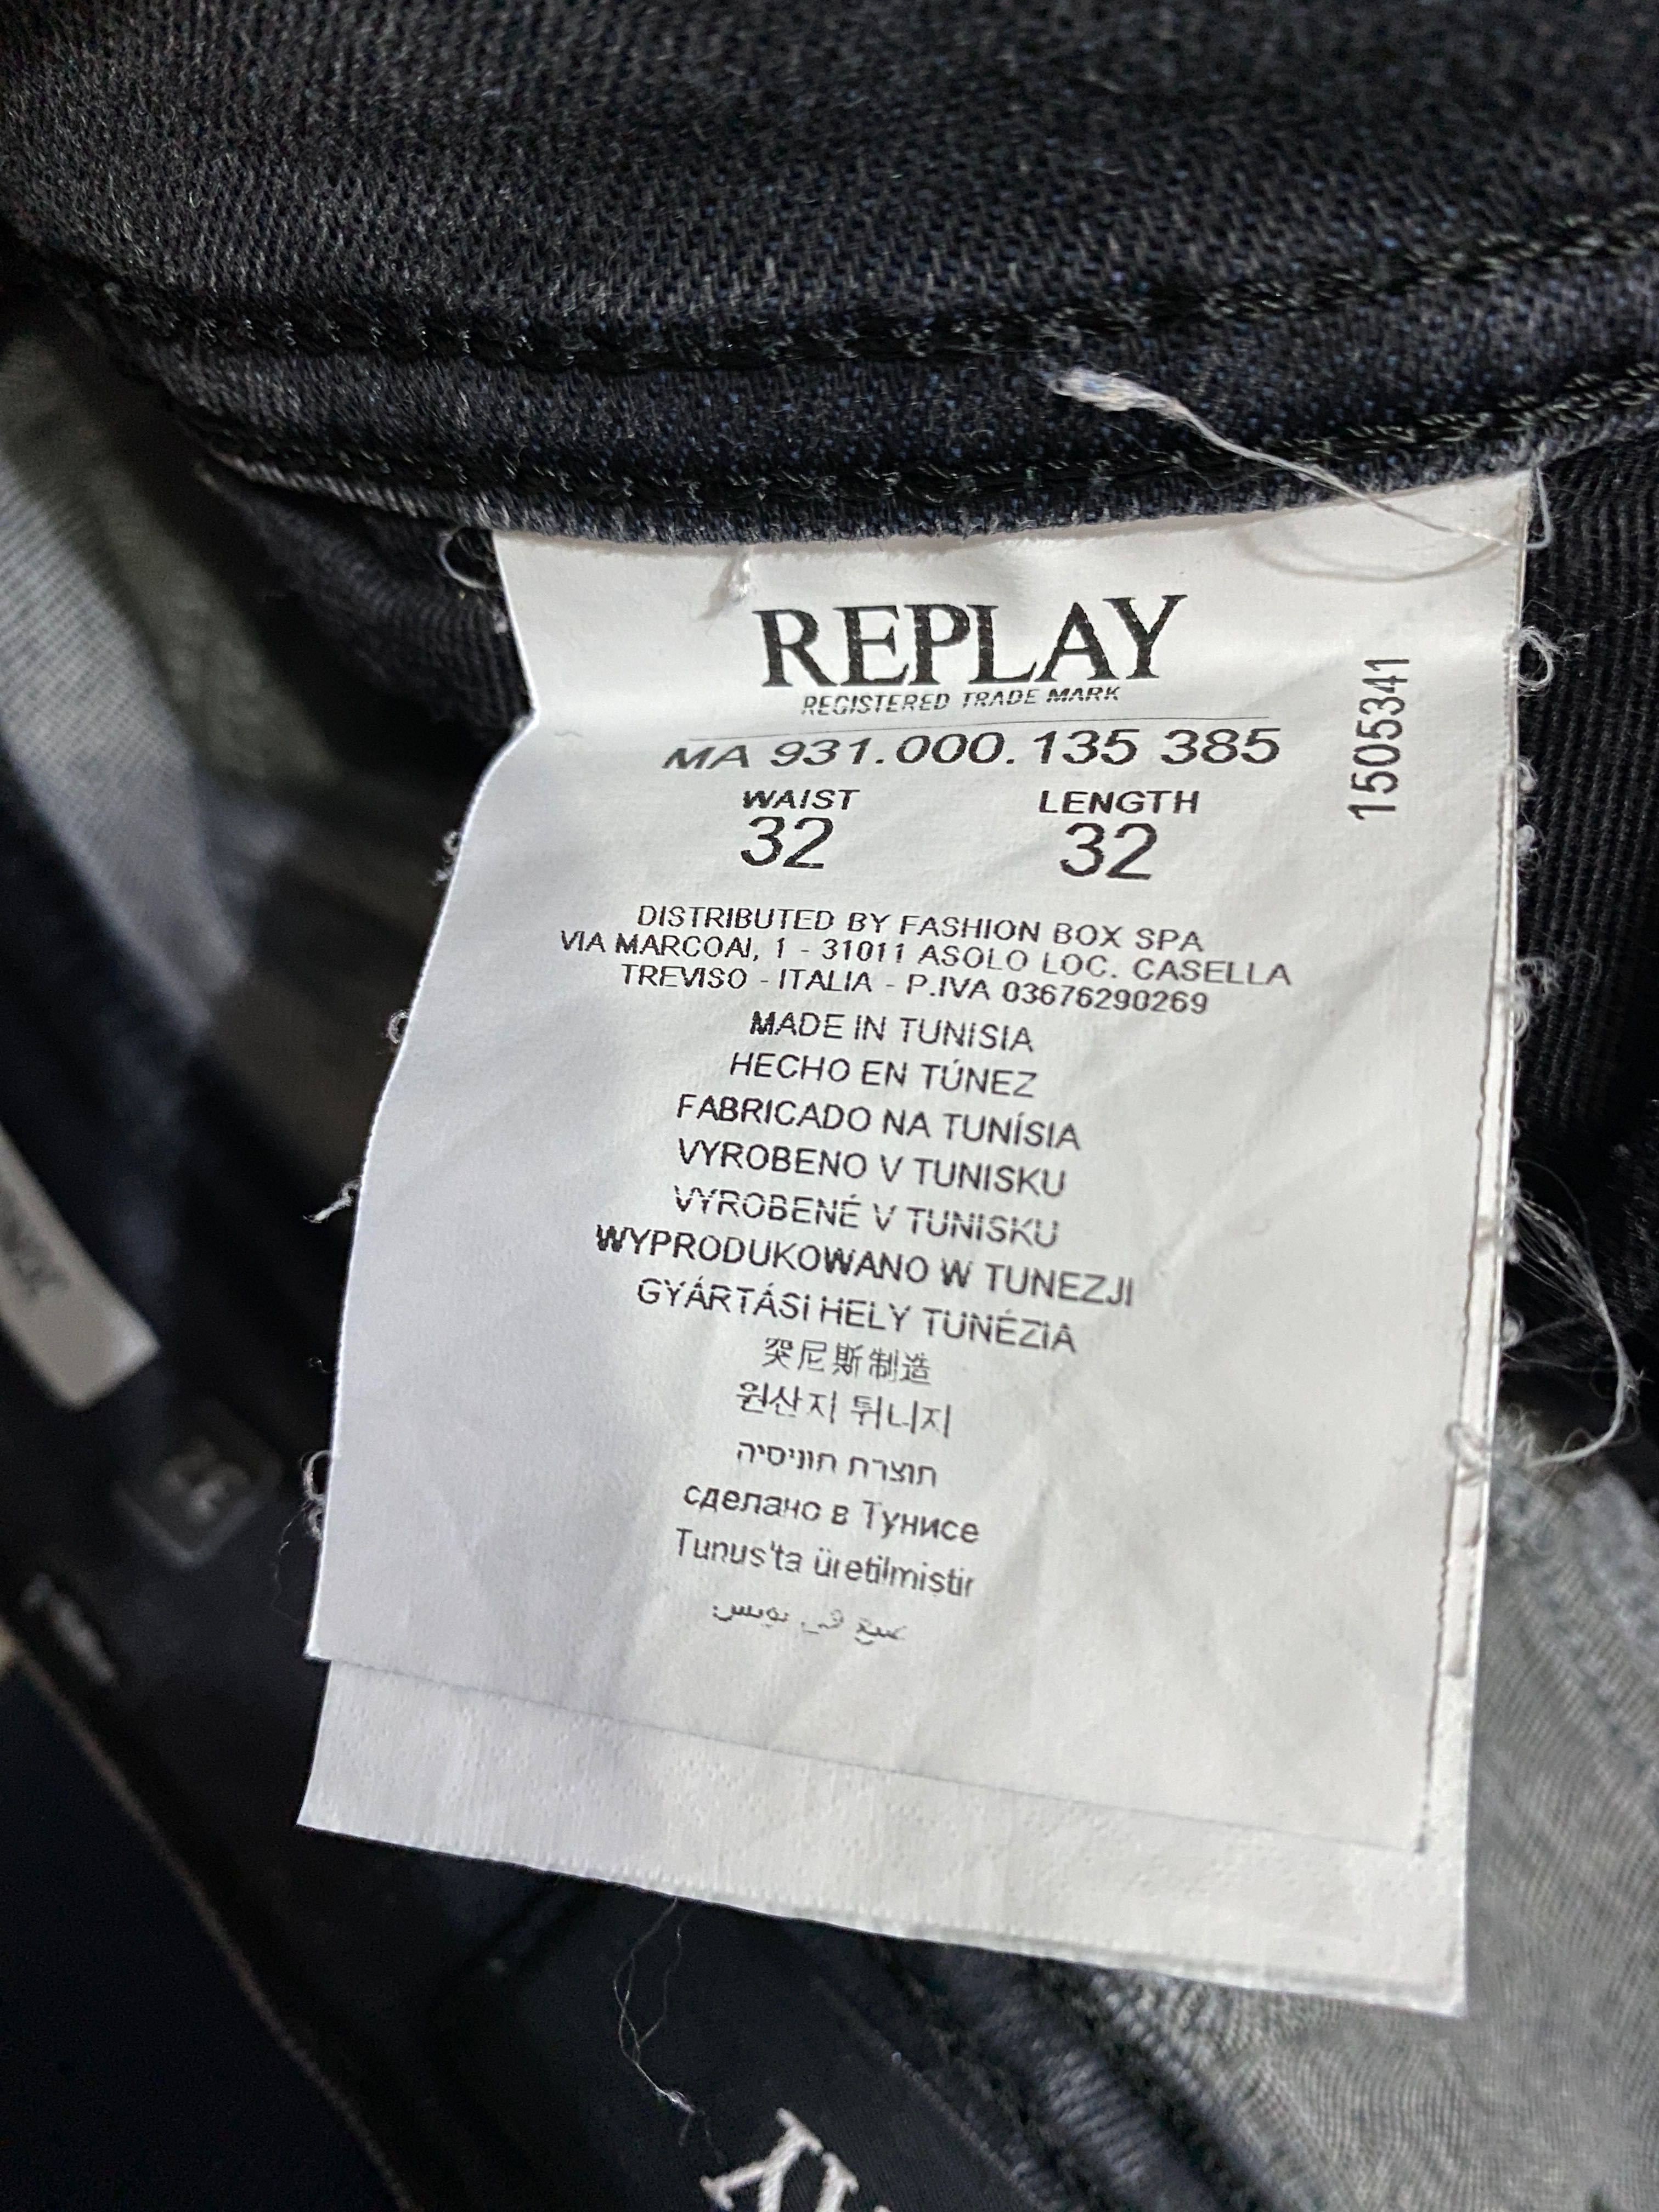 REPLAY
REGISTERED TRADE MARK
MA 931.000.135 385
1505341
WAIST LENGTH
32 32
DISTRIBUTED BY FASHION BOX SPA
VIA MARCOAI, 1 - 31011 ASOLO LOC. CASELLA
TREVISO - ITALIA - P.IVA 03676290269
MADE IN TUNISIA
HECHO EN TÚNEZ
FABRICADO NA TUNÍSIA
VYROBENO V TUNISKU
VYROBENÉ V TUNISKU
WYPRODUKOWANO W TUNEZJI
GYÁRTÁSI HELY TUNÉZIA
突尼斯制造
원산지 튀니지
תוצרת תוניסיה
сделано в Тунисе
Tunus'ta üretilmistir
صنع في تونس